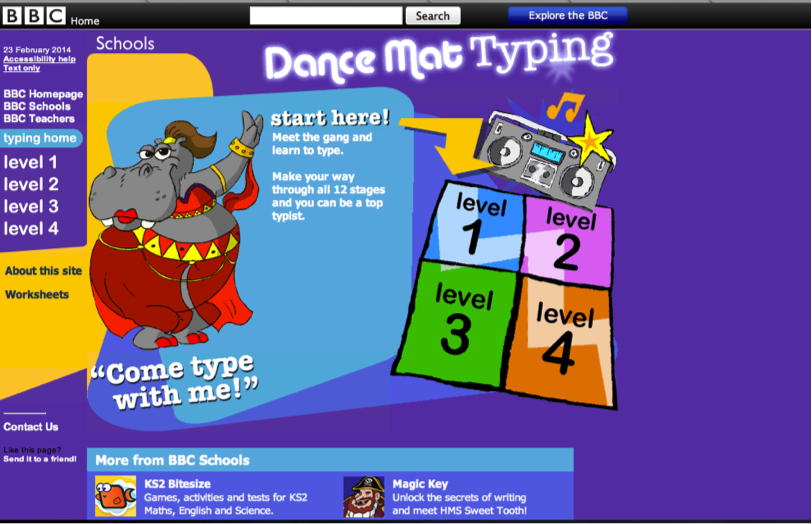 BBC Home
Search
Explore the BBC
23 February 2014
Accessibility help
Text only
BBC Homepage
BBC Schools
BBC Teachers
typing home
level 1
level 2
level 3
level 4
About this site
Worksheets
Contact Us
Like this page?
Send it to a friend!
Schools
Dance Mat Typing
start here!
Meet the gang and
learn to type.
Make your way
through all 12 stages
and you can be a top
typist.
level
1
level
2
level
3
level
4
“Come type
with me!”
More from BBC Schools
KS2 Bitesize
Games, activities and tests for KS2
Maths, English and Science.
Magic Key
Unlock the secrets of writing
and meet HMS Sweet Tooth!